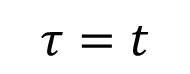 τ = t